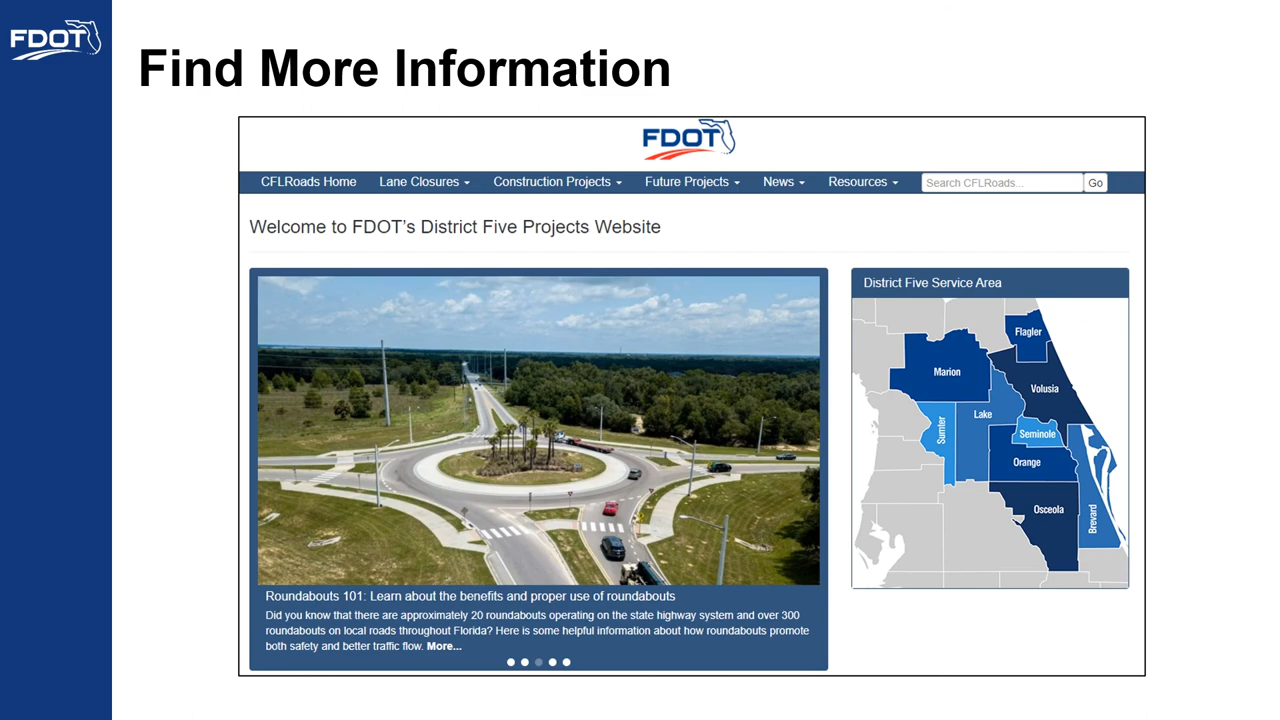 FDOT
Find More Information
FDOT
CFLRoads Home Lane Closures Construction Projects Future Projects News Resources Search CFLRoads... Go
Welcome to FDOT's District Five Projects Website
District Five Service Area
Flagler
Marion
Volusia
Lake
Sumter
Seminole
Orange
Osceola
Brevard
Roundabouts 101: Learn about the benefits and proper use of roundabouts
Did you know that there are approximately 20 roundabouts operating on the state highway system and over 300
roundabouts on local roads throughout Florida? Here is some helpful information about how roundabouts promote
both safety and better traffic flow. More...